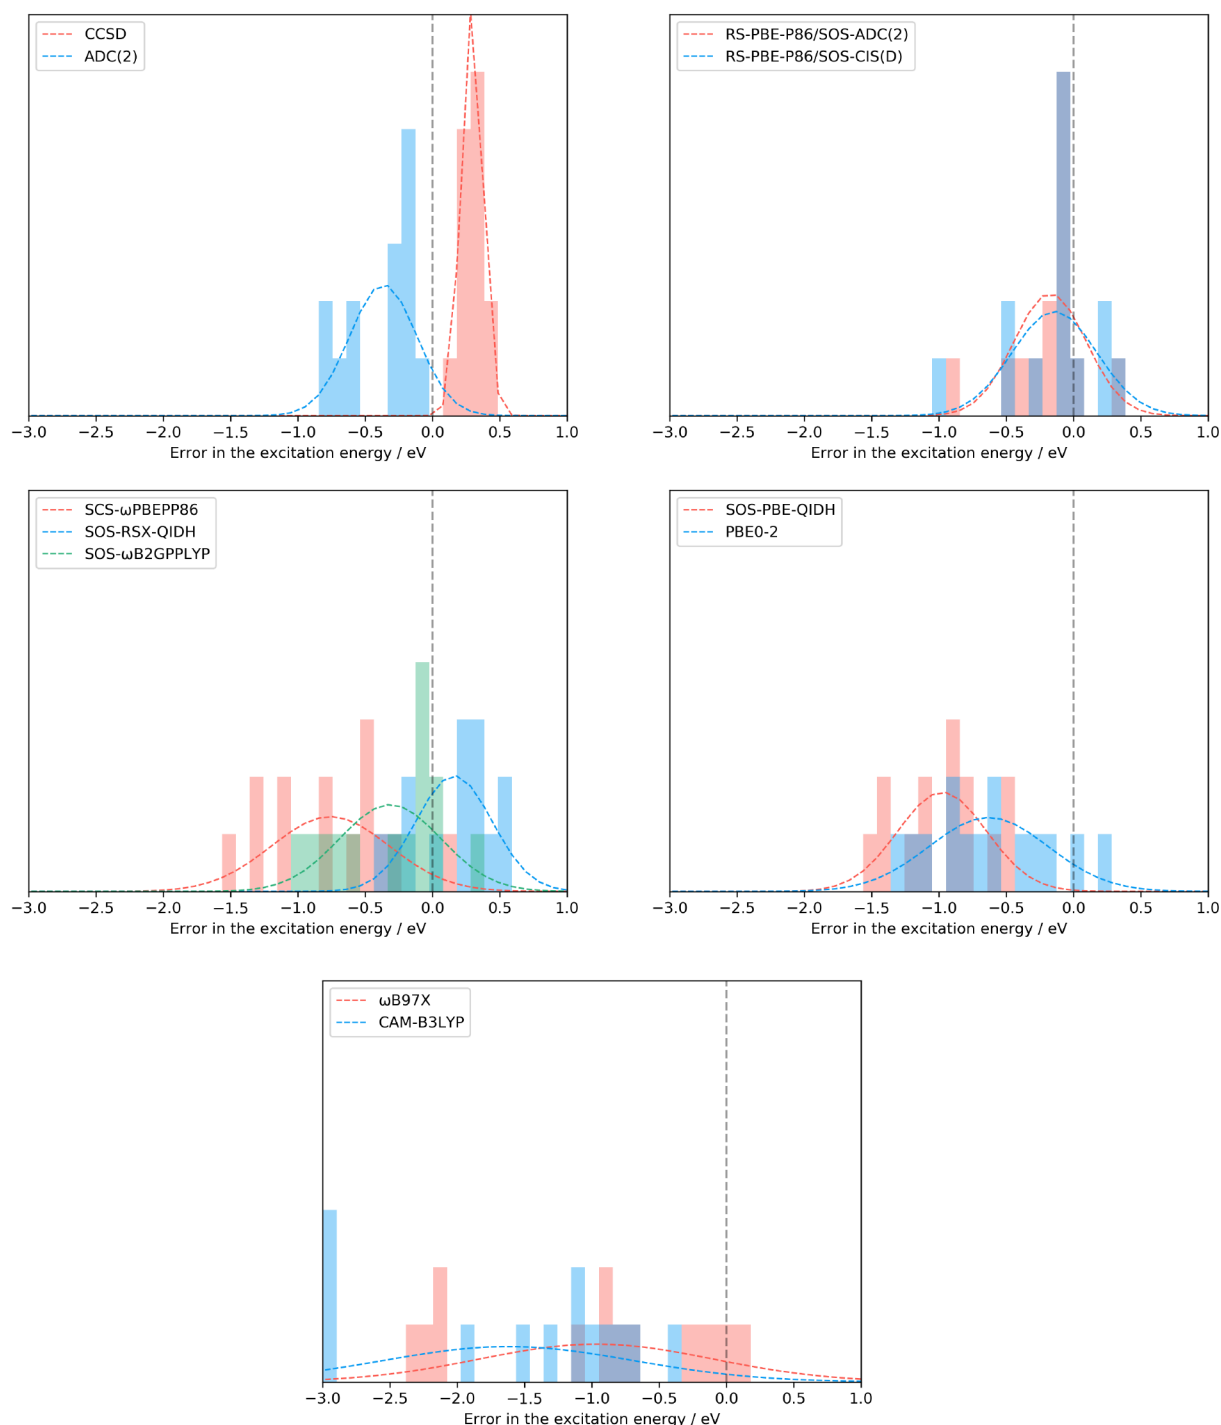 CCSD
ADC(2)
−3.0 −2.5 −2.0 −1.5 −1.0 −0.5 0.0 0.5 1.0
Error in the excitation energy / eV
RS-PBE-P86/SOS-ADC(2)
RS-PBE-P86/SOS-CIS(D)
−3.0 −2.5 −2.0 −1.5 −1.0 −0.5 0.0 0.5 1.0
Error in the excitation energy / eV
SCS-ωPBEPP86
SOS-RSX-QIDH
SOS-ωB2GPPLYP
−3.0 −2.5 −2.0 −1.5 −1.0 −0.5 0.0 0.5 1.0
Error in the excitation energy / eV
SOS-PBE-QIDH
PBE0-2
−3.0 −2.5 −2.0 −1.5 −1.0 −0.5 0.0 0.5 1.0
Error in the excitation energy / eV
ωB97X
CAM-B3LYP
−3.0 −2.5 −2.0 −1.5 −1.0 −0.5 0.0 0.5 1.0
Error in the excitation energy / eV